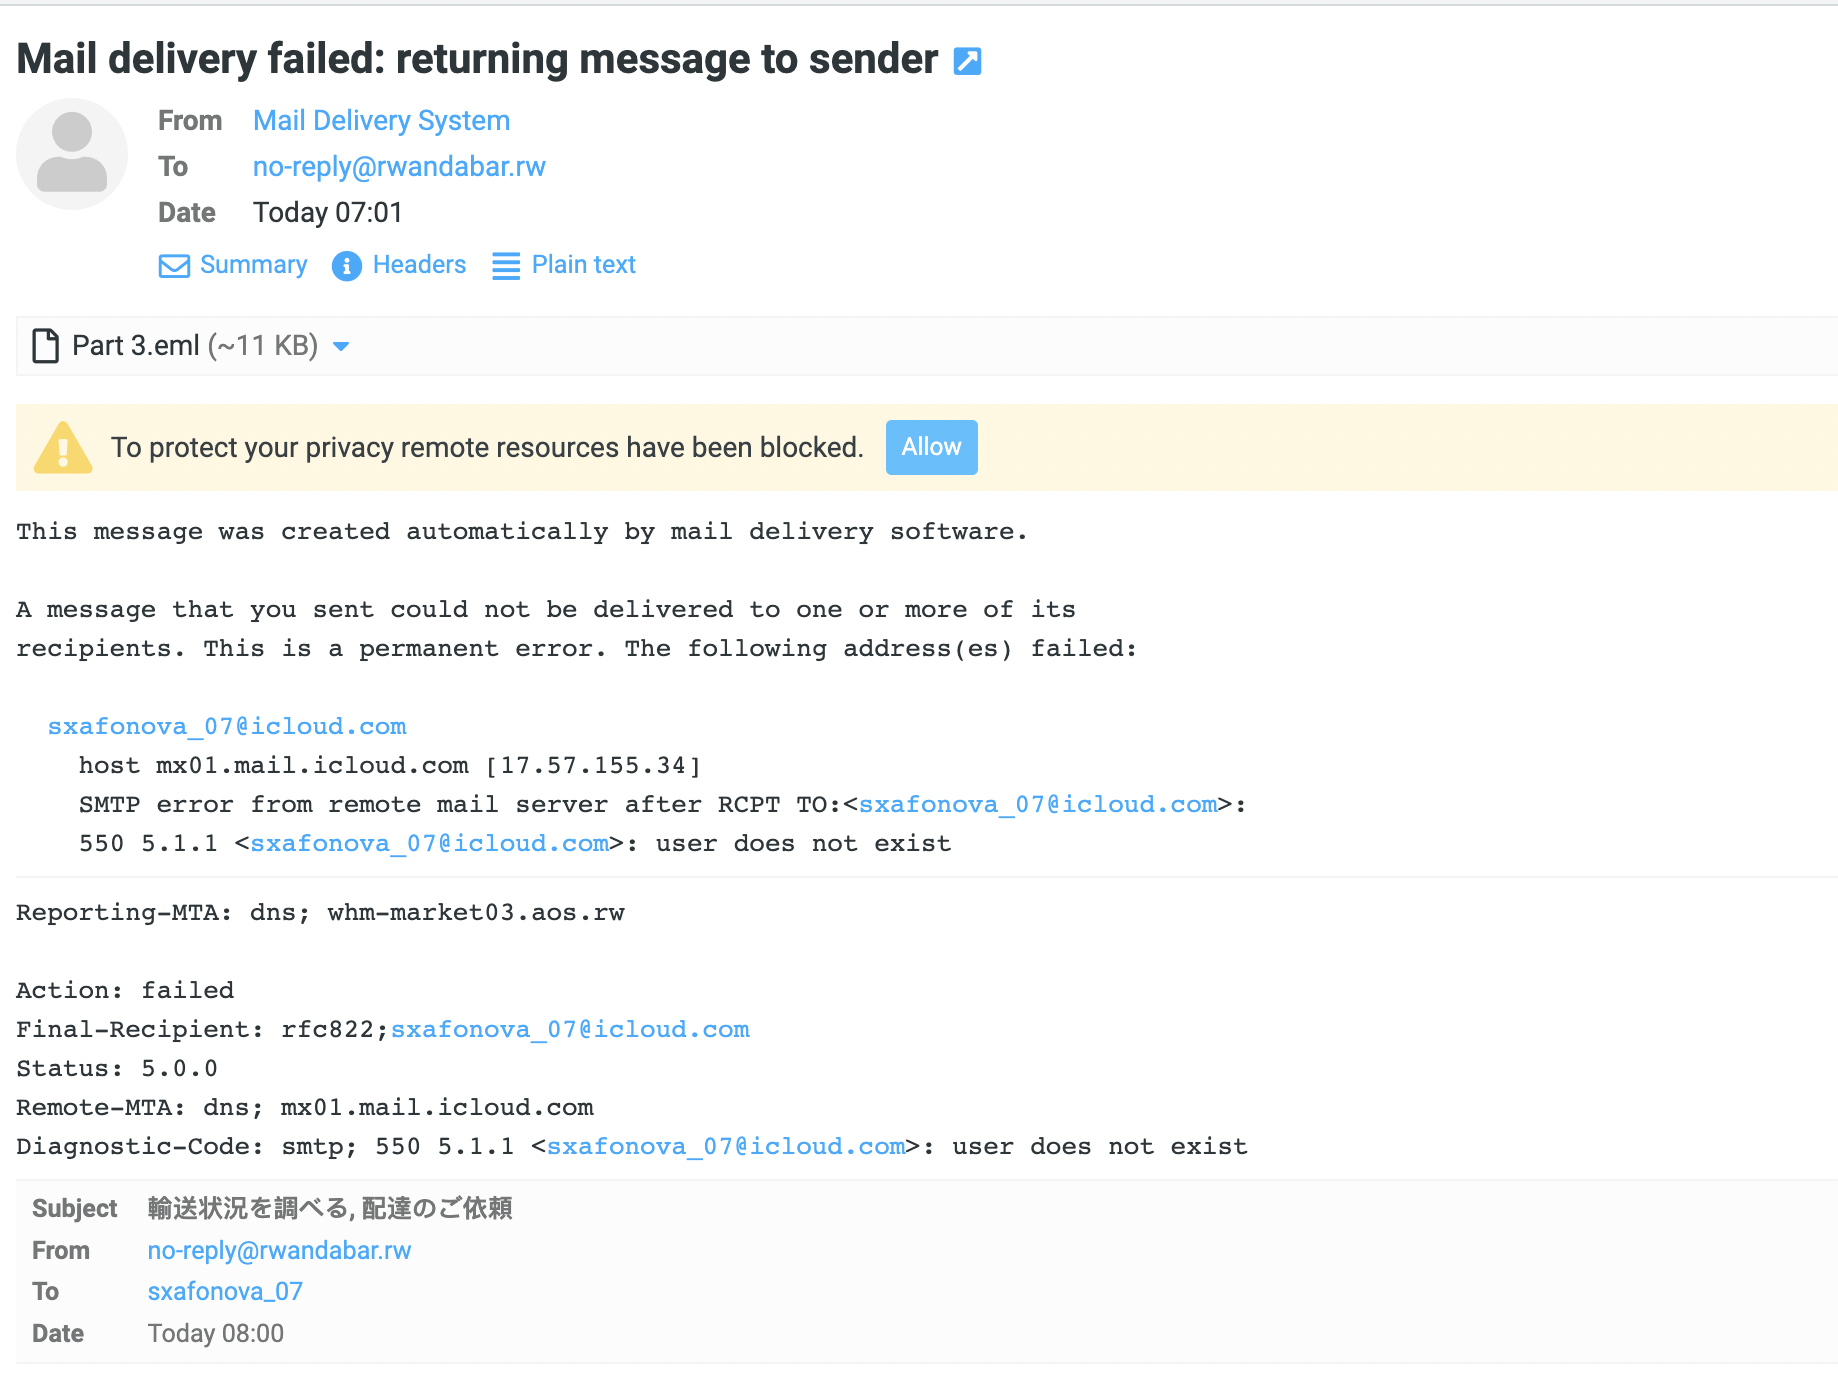 Mail delivery failed: returning message to sender
From Mail Delivery System
To no-reply@rwandabar.rw
Date Today 07:01
Summary Headers Plain text
Part 3.eml (~11 KB)
To protect your privacy remote resources have been blocked. Allow
This message was created automatically by mail delivery software.
A message that you sent could not be delivered to one or more of its
recipients. This is a permanent error. The following address(es) failed:
sxafonova_07@icloud.com
host mx01.mail.icloud.com [17.57.155.34]
SMTP error from remote mail server after RCPT TO:<sxafonova_07@icloud.com>:
550 5.1.1 <sxafonova_07@icloud.com>: user does not exist
Reporting-MTA: dns; whm-market03.aos.rw
Action: failed
Final-Recipient: rfc822;sxafonova_07@icloud.com
Status: 5.0.0
Remote-MTA: dns; mx01.mail.icloud.com
Diagnostic-Code: smtp; 550 5.1.1 <sxafonova_07@icloud.com>: user does not exist
Subject 輸送状況を調べる, 配達のご依頼
From no-reply@rwandabar.rw
To sxafonova_07
Date Today 08:00